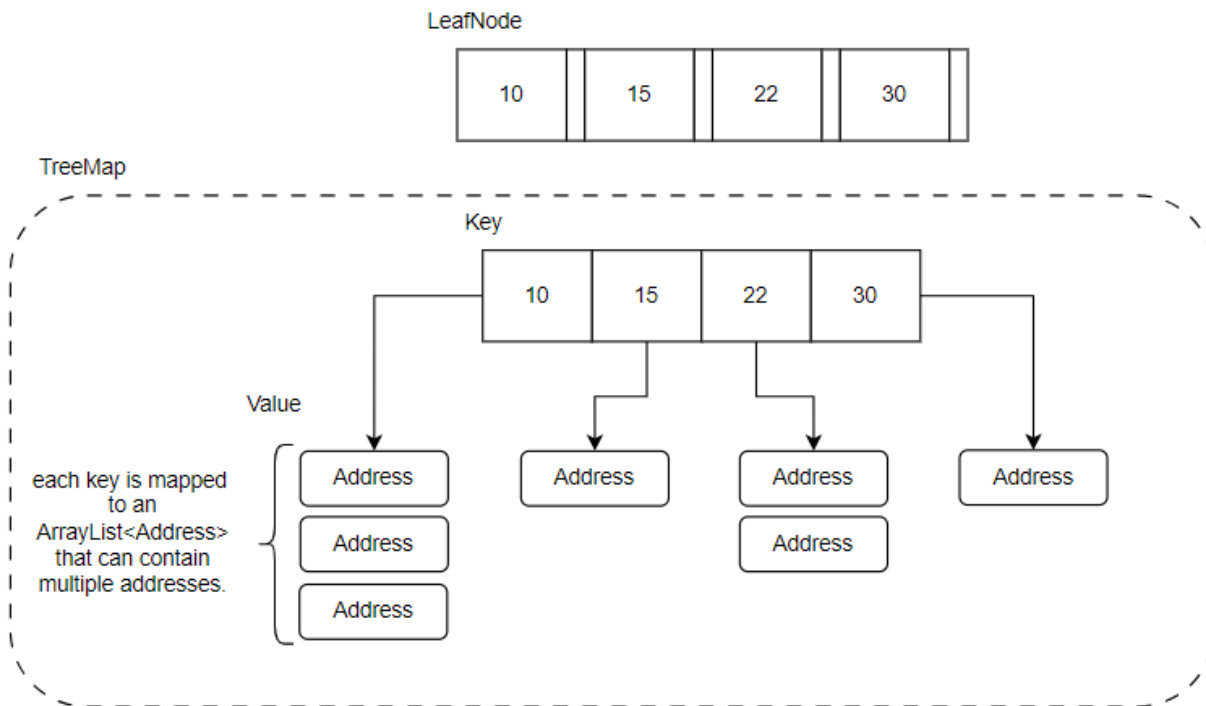 LeafNode
10 15 22 30
TreeMap
Key
10 15 22 30
Value
each key is mapped
to an
ArrayList<Address>
that can contain
multiple addresses.
Address Address Address Address
Address Address
Address